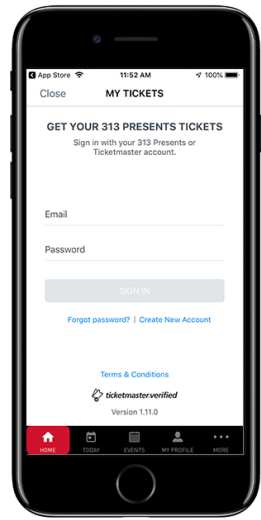 App Store 11:52 AM 100%
Close MY TICKETS
GET YOUR 313 PRESENTS TICKETS
Sign in with your 313 Presents or
Ticketmaster account.
Email
Password
SIGN IN
Forgot password? | Create New Account
Terms & Conditions
ticketmaster.verified
Version 1.11.0
HOME TODAY EVENTS MY PROFILE MORE